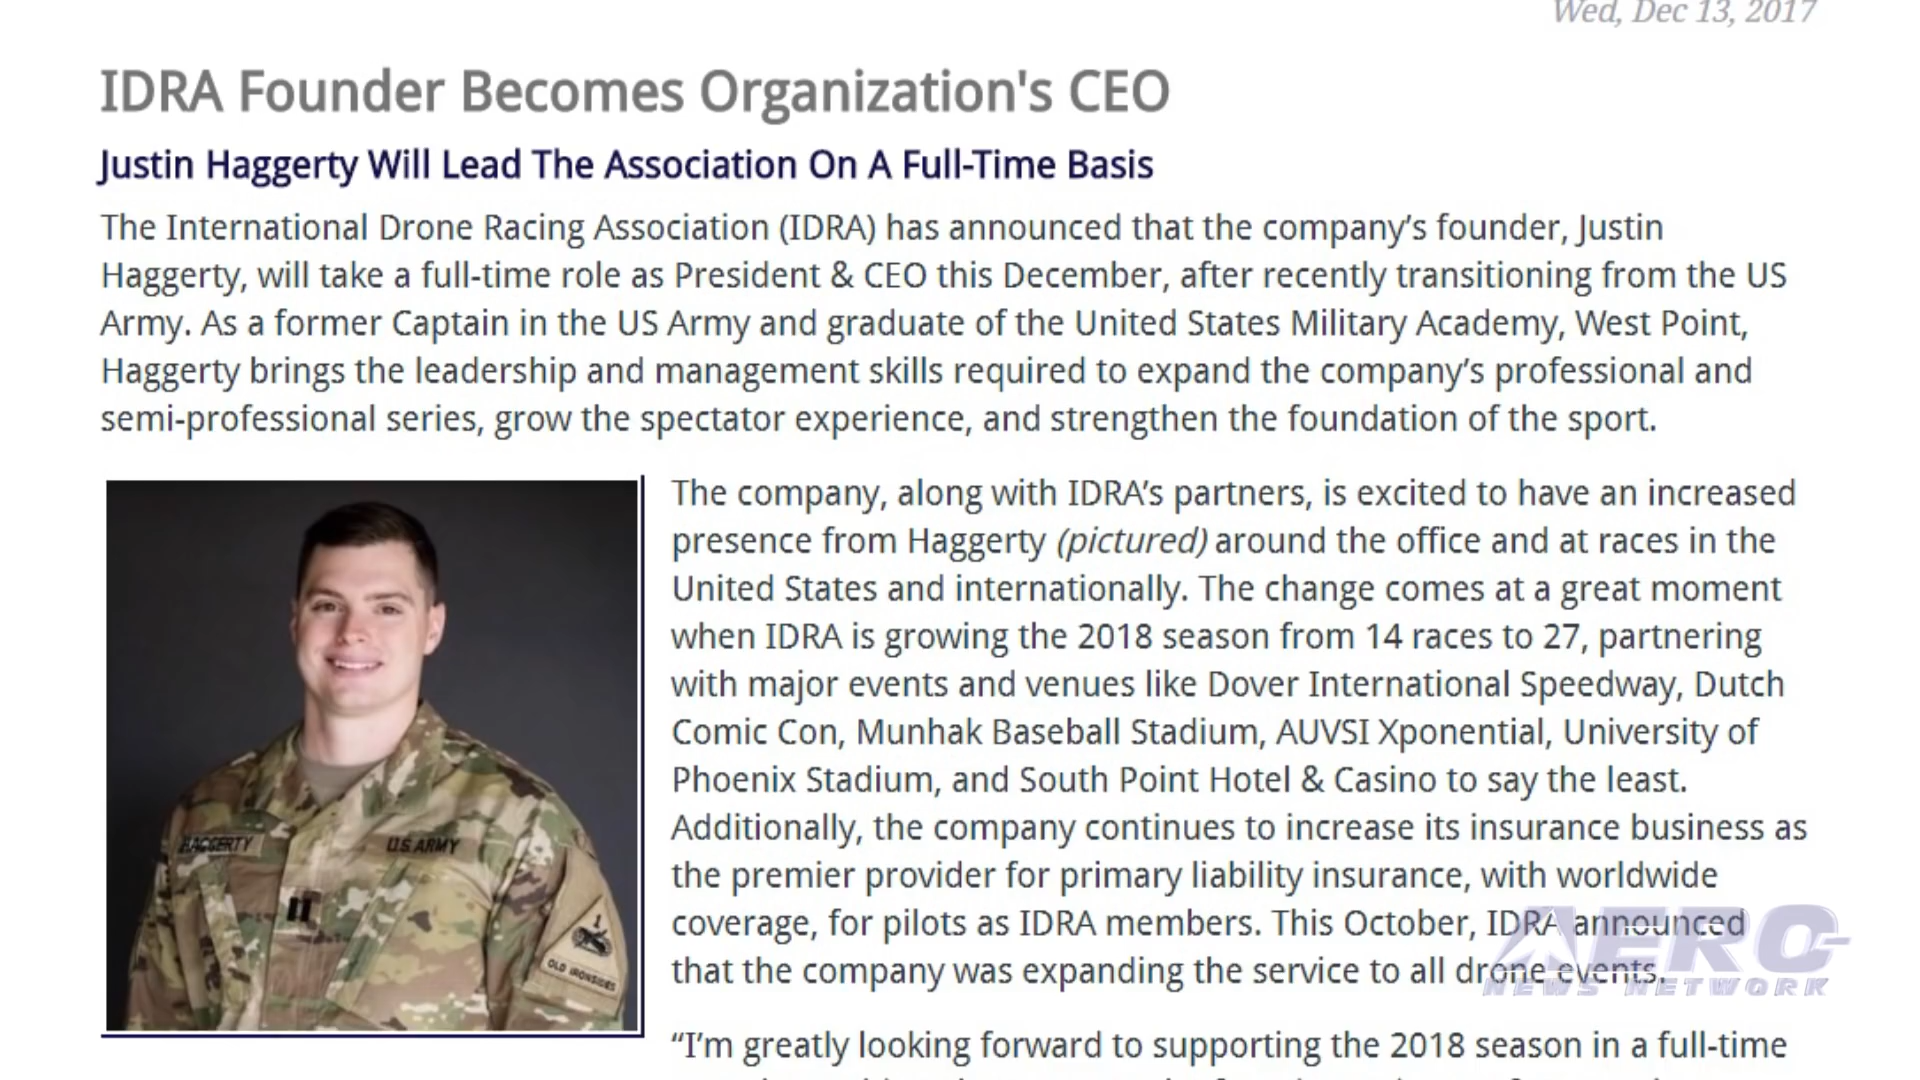 Wed, Dec 13, 2017
IDRA Founder Becomes Organization's CEO
Justin Haggerty Will Lead The Association On A Full-Time Basis
The International Drone Racing Association (IDRA) has announced that the company’s founder, Justin
Haggerty, will take a full-time role as President & CEO this December, after recently transitioning from the US
Army. As a former Captain in the US Army and graduate of the United States Military Academy, West Point,
Haggerty brings the leadership and management skills required to expand the company’s professional and
semi-professional series, grow the spectator experience, and strengthen the foundation of the sport.
The company, along with IDRA’s partners, is excited to have an increased
presence from Haggerty (pictured) around the office and at races in the
United States and internationally. The change comes at a great moment
when IDRA is growing the 2018 season from 14 races to 27, partnering
with major events and venues like Dover International Speedway, Dutch
Comic Con, Munhak Baseball Stadium, AUVSI Xponential, University of
Phoenix Stadium, and South Point Hotel & Casino to say the least.
Additionally, the company continues to increase its insurance business as
the premier provider for primary liability insurance, with worldwide
coverage, for pilots as IDRA members. This October, IDRA announced
that the company was expanding the service to all drone events.
“I’m greatly looking forward to supporting the 2018 season in a full-time
HAGGERTY
U.S. ARMY
1
OLD IRONSIDES
AERO
NEWS NETWORK